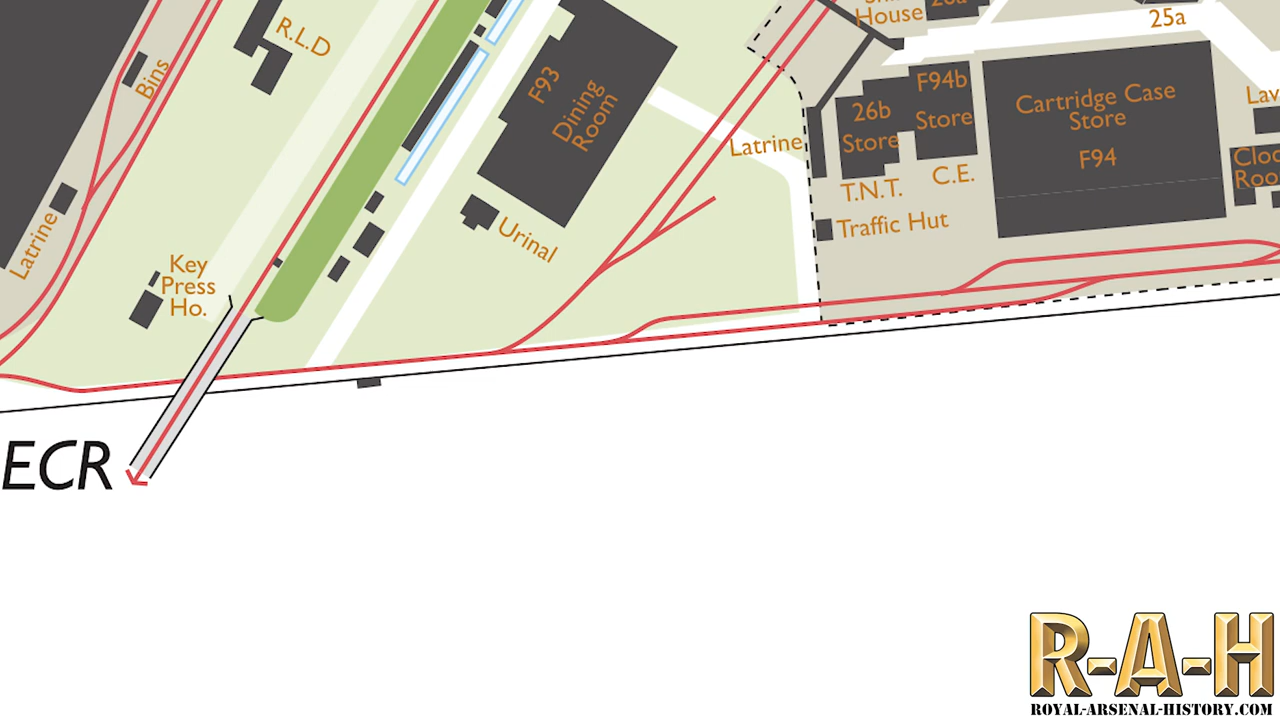 House
25a
R.L.D
Bins
F93
Dining
Room
26b
Store
F94b
Store
Cartridge Case
Store
F94
Latrine
T.N.T.
C.E.
Traffic Hut
Urinal
Latrine
Key
Press
Ho.
ECR
R-A-H
ROYAL-ARSENAL-HISTORY.COM